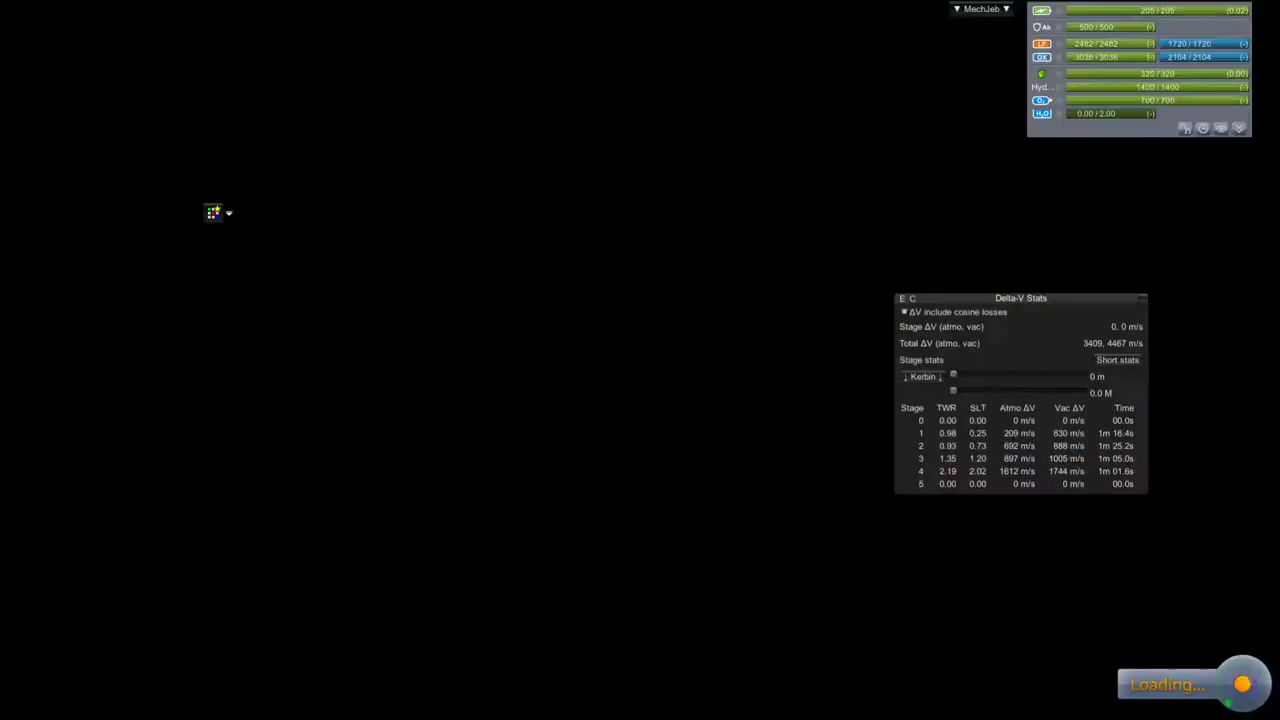 ▼ MechJeb ▼
205 / 205 (0.02)
Ab 500 / 500 (-)
LF 2482 / 2482 (-) 1720 / 1720 (-)
OX 3036 / 3036 (-) 2104 / 2104 (-)
320 / 320 (0.00)
Hyd... 1400 / 1400 (-)
O₂ 700 / 700 (-)
H₂O 0.00 / 2.00 (-)
E C Delta-V Stats
ΔV include cosine losses
Stage ΔV (atmo, vac) 0, 0 m/s
Total ΔV (atmo, vac) 3409, 4467 m/s
Stage stats Short stats
↓ Kerbin ↓ 0 m
0.0 M
Stage TWR SLT Atmo ΔV Vac ΔV Time
0 0.00 0.00 0 m/s 0 m/s 00.0s
1 0.98 0.25 209 m/s 830 m/s 1m 16.4s
2 0.93 0.73 692 m/s 888 m/s 1m 25.2s
3 1.35 1.20 897 m/s 1005 m/s 1m 05.0s
4 2.19 2.02 1612 m/s 1744 m/s 1m 01.6s
5 0.00 0.00 0 m/s 0 m/s 00.0s
Loading...